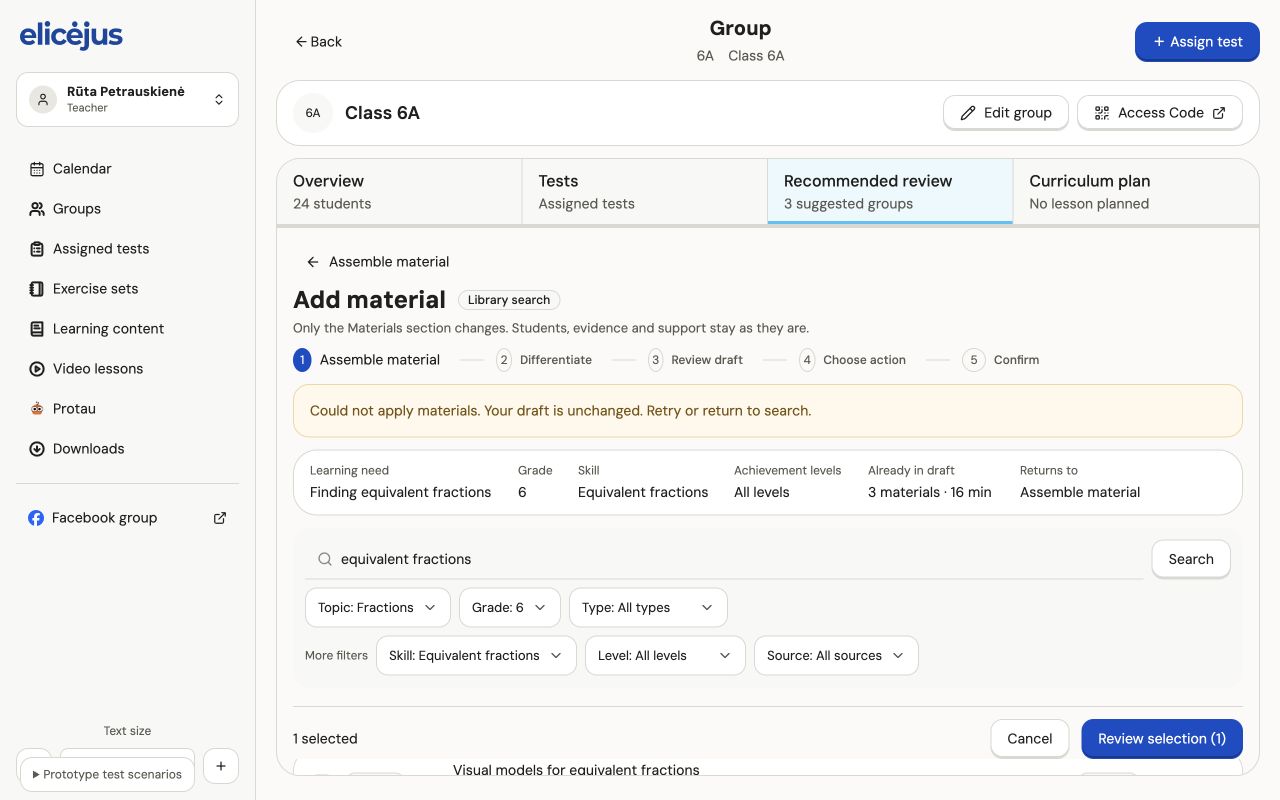 elicėjus
Rūta Petrauskienė
Teacher
Calendar
Groups
Assigned tests
Exercise sets
Learning content
Video lessons
Protau
Downloads
Facebook group
Text size
Prototype test scenarios
+
Back
Group
6A Class 6A
+ Assign test
6A Class 6A
Edit group
Access Code
Overview
24 students
Tests
Assigned tests
Recommended review
3 suggested groups
Curriculum plan
No lesson planned
Assemble material
Add material Library search
Only the Materials section changes. Students, evidence and support stay as they are.
1 Assemble material 2 Differentiate 3 Review draft 4 Choose action 5 Confirm
Could not apply materials. Your draft is unchanged. Retry or return to search.
Learning need
Finding equivalent fractions
Grade
6
Skill
Equivalent fractions
Achievement levels
All levels
Already in draft
3 materials · 16 min
Returns to
Assemble material
equivalent fractions
Search
Topic: Fractions Grade: 6 Type: All types
More filters Skill: Equivalent fractions Level: All levels Source: All sources
1 selected
Cancel
Review selection (1)
Visual models for equivalent fractions